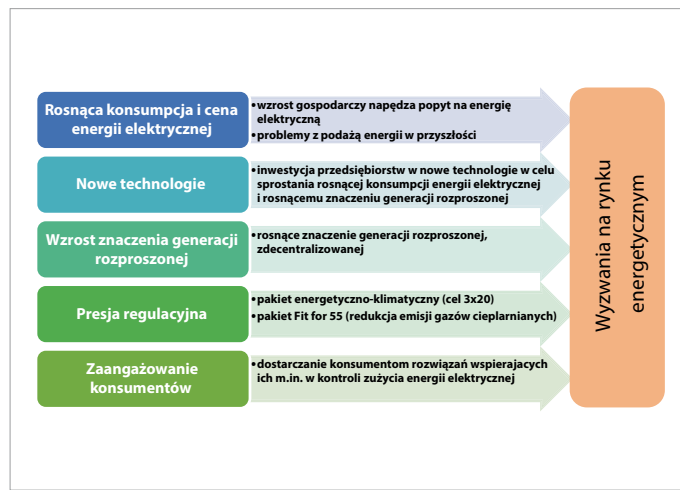 Rosnąca konsumpcja i cena
energii elektrycznej
• wzrost gospodarczy napędza popyt na energię
elektryczną
• problemy z podażą energii w przyszłości
Nowe technologie
• inwestycja przedsiębiorstw w nowe technologie w celu
sprostania rosnącej konsumpcji energii elektrycznej
i rosnącemu znaczeniu generacji rozproszonej
Wzrost znaczenia generacji
rozproszonej
• rosnące znaczenie generacji rozproszonej,
zdecentralizowanej
Presja regulacyjna
• pakiet energetyczno-klimatyczny (cel 3x20)
• pakiet Fit for 55 (redukcja emisji gazów cieplarnianych)
Zaangażowanie
konsumentów
• dostarczanie konsumentom rozwiązań wspierajacych
ich m.in. w kontroli zużycia energii elektrycznej
Wyzwania na rynku
energetycznym